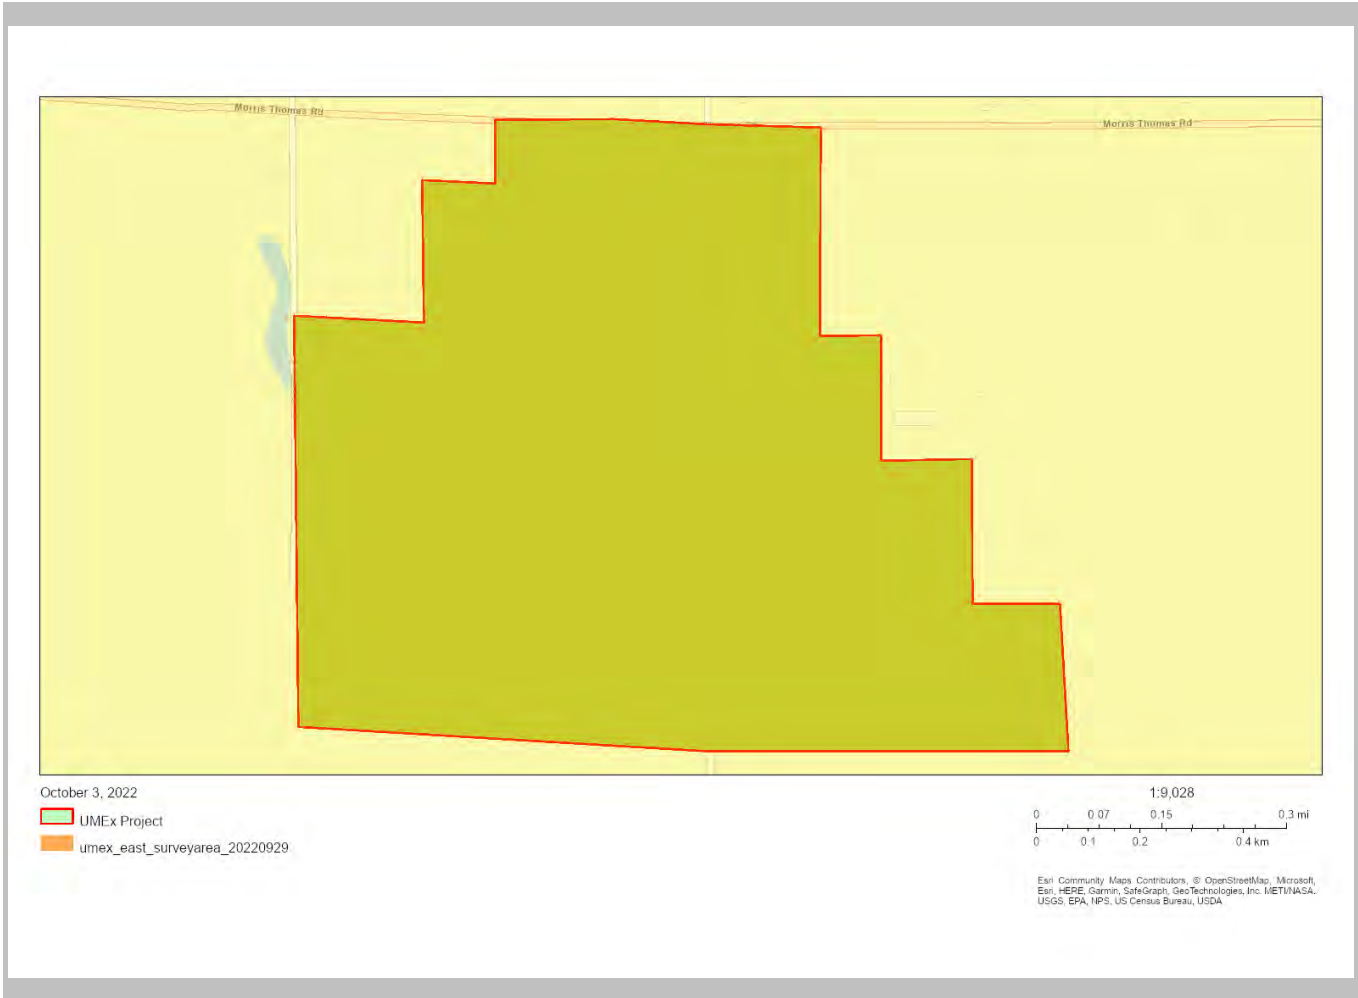 Morris Thomas Rd
Morris Thomas Rd
October 3, 2022
UMEx Project
umex_east_surveyarea_20220929
1:9,028
0 0.07 0.15 0.3 mi
0 0.1 0.2 0.4 km
Esri Community Maps Contributors, © OpenStreetMap, Microsoft,
Esri, HERE, Garmin, SafeGraph, GeoTechnologies, Inc, METI/NASA,
USGS, EPA, NPS, US Census Bureau, USDA